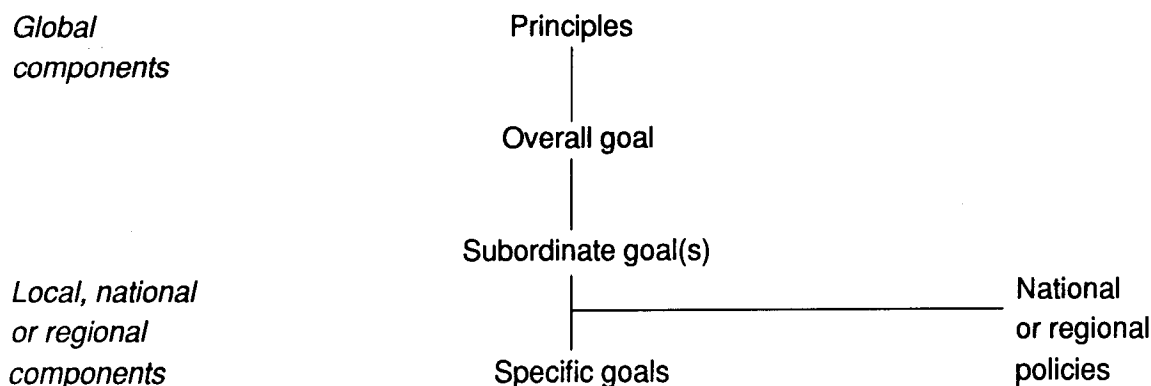 Global
components
Principles
Overall goal
Subordinate goal(s)
Local, national
or regional
components
National
or regional
policies
Specific goals